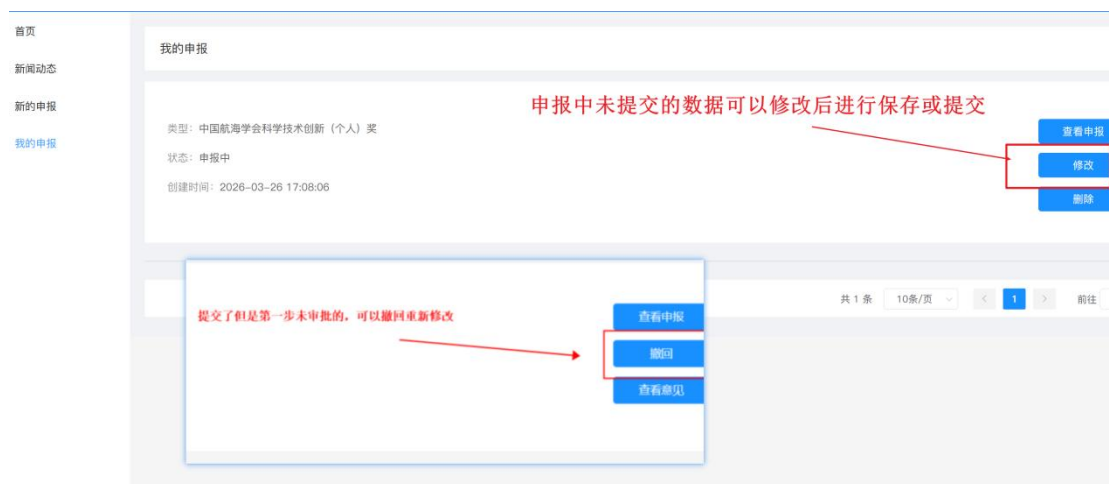 首页
新闻动态
新的申报
我的申报
我的申报
申报中未提交的数据可以修改后进行保存或提交
类型：中国航海学会科学技术创新（个人）奖
状态：申报中
创建时间：2026-03-26 17:08:06
查看申报
修改
删除
共 1 条 10条/页 < 1 > 前往
提交了但是第一步未审批的，可以撤回重新修改
查看申报
撤回
查看意见